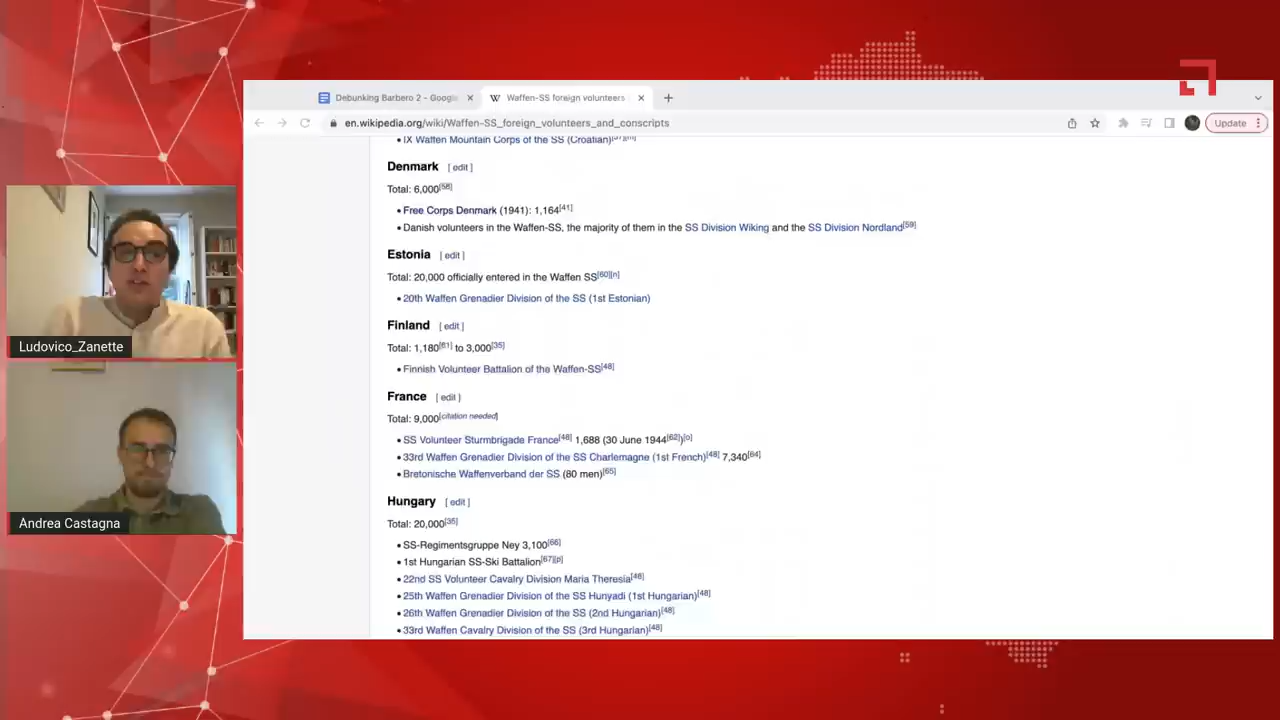 Debunking Barbero 2 - Google
Waffen-SS foreign volunteers
en.wikipedia.org/wiki/Waffen-SS_foreign_volunteers_and_conscripts
Update
• IX Waffen Mountain Corps of the SS (Croatian)
Denmark [ edit ]
Total: 6,000[58]
• Free Corps Denmark (1941): 1,164[41]
• Danish volunteers in the Waffen-SS, the majority of them in the SS Division Wiking and the SS Division Nordland[59]
Estonia [ edit ]
Total: 20,000 officially entered in the Waffen SS[60][n]
• 20th Waffen Grenadier Division of the SS (1st Estonian)
Finland [ edit ]
Total: 1,180[61] to 3,000[35]
• Finnish Volunteer Battalion of the Waffen-SS[48]
France [ edit ]
Total: 9,000[citation needed]
• SS Volunteer Sturmbrigade France[48] 1,688 (30 June 1944[62])[o]
• 33rd Waffen Grenadier Division of the SS Charlemagne (1st French)[48] 7,340[64]
• Bretonische Waffenverband der SS (80 men)[65]
Hungary [ edit ]
Total: 20,000[35]
• SS-Regimentsgruppe Ney 3,100[66]
• 1st Hungarian SS-Ski Battalion[67][p]
• 22nd SS Volunteer Cavalry Division Maria Theresia[48]
• 25th Waffen Grenadier Division of the SS Hunyadi (1st Hungarian)[48]
• 26th Waffen Grenadier Division of the SS (2nd Hungarian)[48]
• 33rd Waffen Cavalry Division of the SS (3rd Hungarian)[48]
Ludovico_Zanette
Andrea Castagna